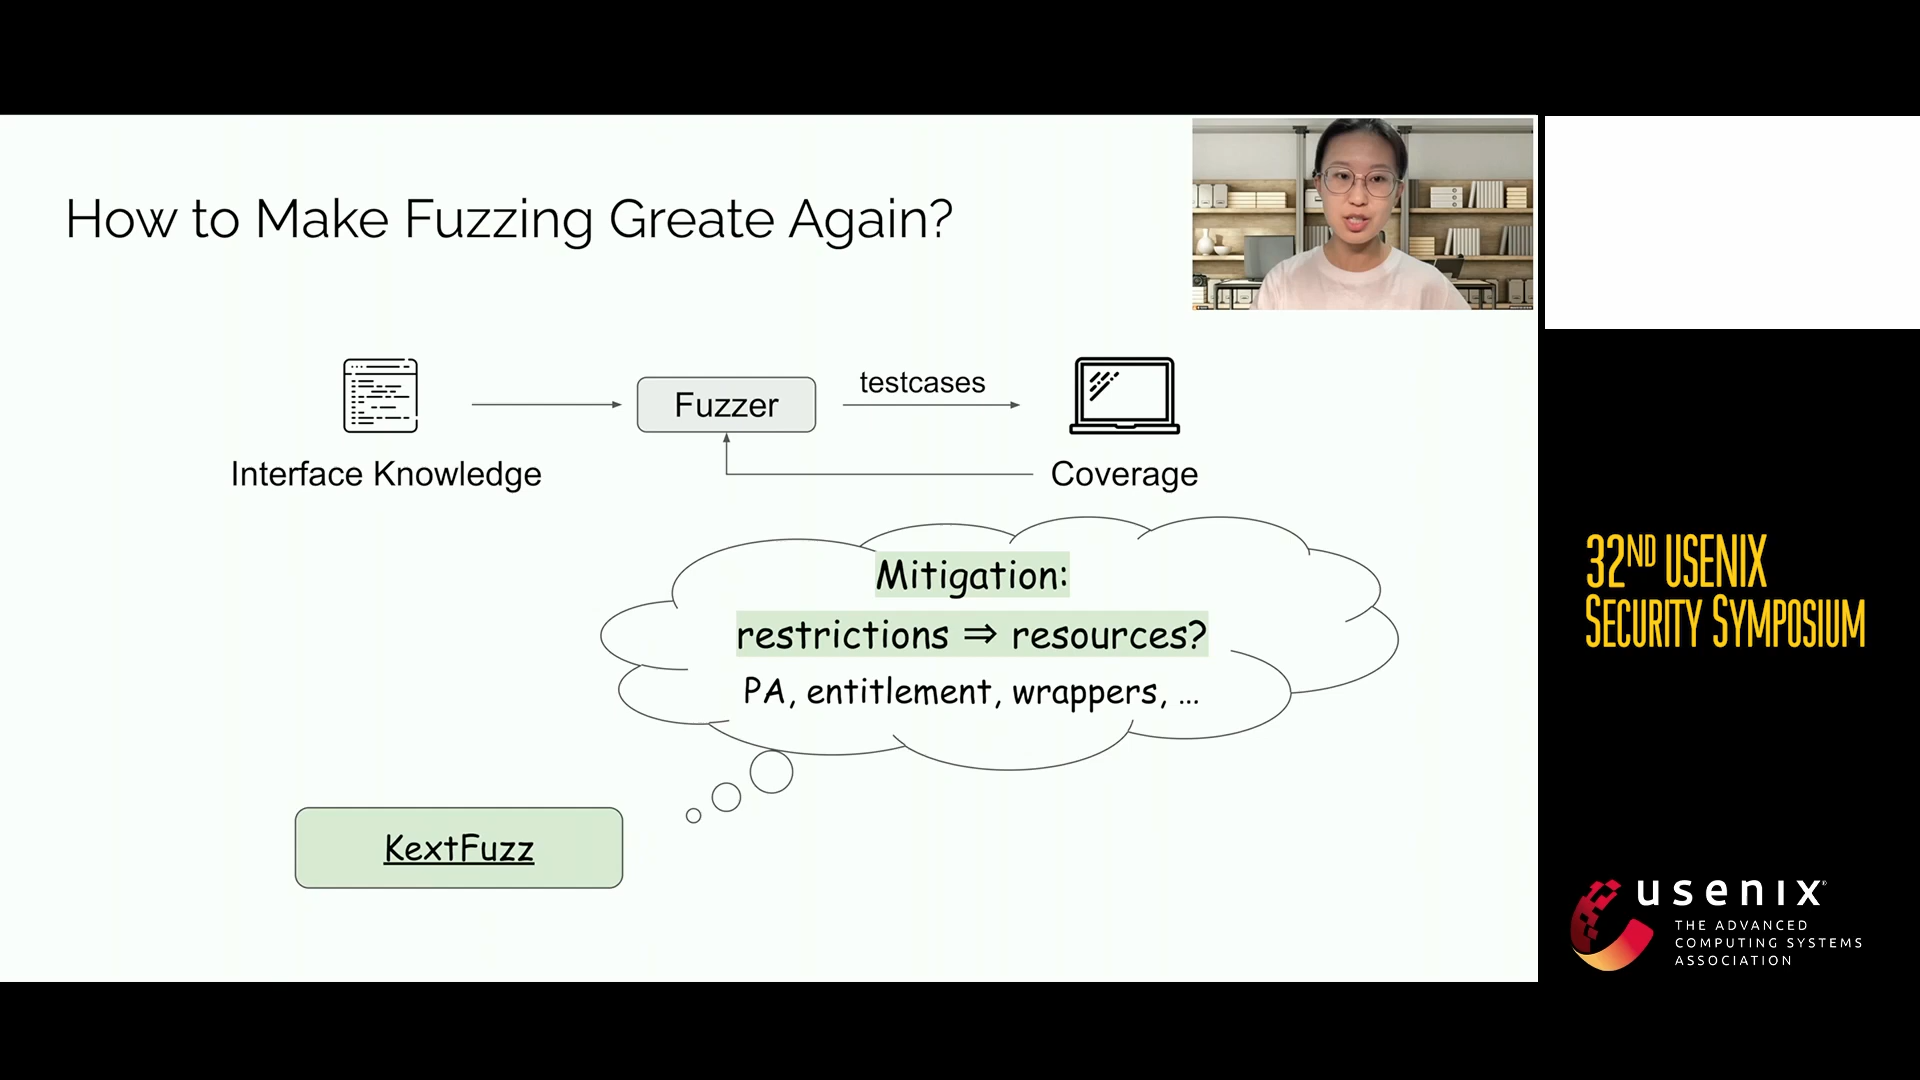 How to Make Fuzzing Greate Again?
testcases
Fuzzer
Interface Knowledge
Coverage
Mitigation:
restrictions ⇒ resources?
PA, entitlement, wrappers, ...
KextFuzz
32ND USENIX
SECURITY SYMPOSIUM
usenix®
THE ADVANCED
COMPUTING SYSTEMS
ASSOCIATION